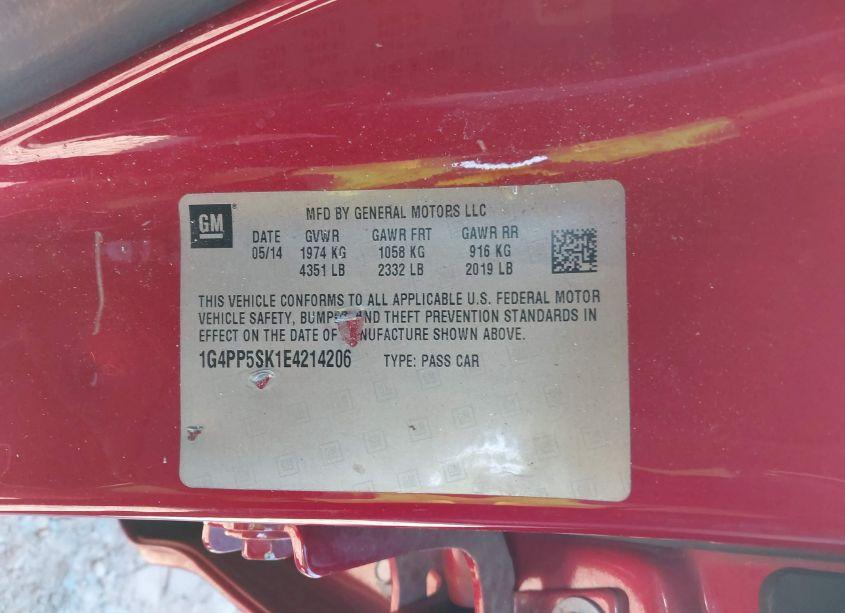 GM
MFD BY GENERAL MOTORS LLC
DATE GVWR GAWR FRT GAWR RR
05/14 1974 KG 1058 KG 916 KG
4351 LB 2332 LB 2019 LB
THIS VEHICLE CONFORMS TO ALL APPLICABLE U.S. FEDERAL MOTOR
VEHICLE SAFETY, BUMPER AND THEFT PREVENTION STANDARDS IN
EFFECT ON THE DATE OF MANUFACTURE SHOWN ABOVE.
1G4PP5SK1E4214206 TYPE: PASS CAR